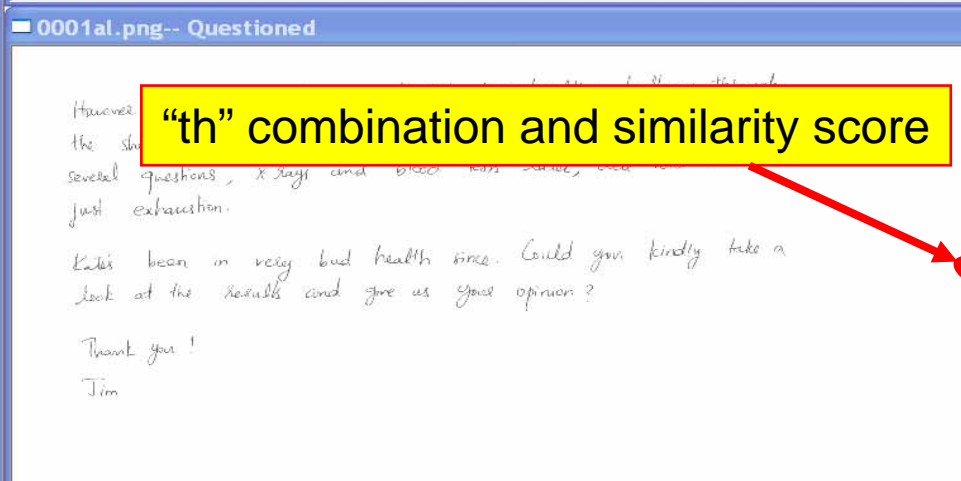 0001al.png-- Questioned
“th” combination and similarity score
However
the
several questions, x rays and blood
just exhaustion.
Kate's been in very bad health since. Could you kindly take a
look at the results and give us your opinion?
Thank you !
Jim